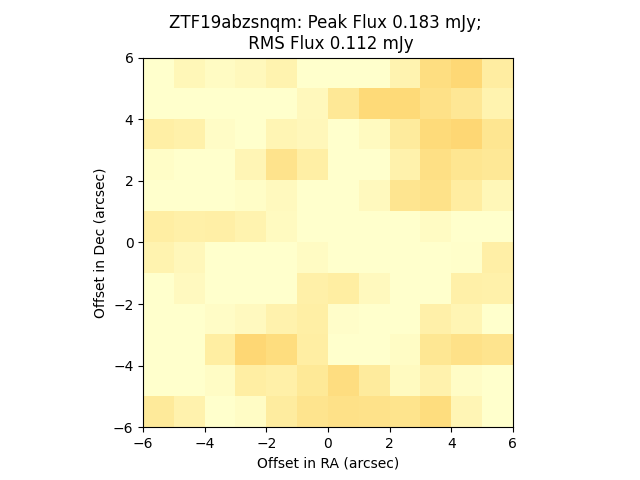 ZTF19abzsnqm: Peak Flux 0.183 mJy;
RMS Flux 0.112 mJy
6
4
2
0
−2
−4
−6
Offset in Dec (arcsec)
−6 −4 −2 0 2 4 6
Offset in RA (arcsec)